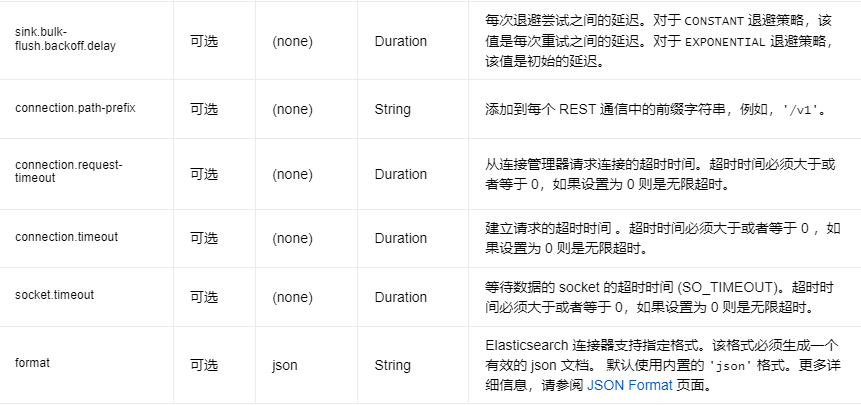 sink.bulk-
flush.backoff.delay
可选
(none)
Duration
每次退避尝试之间的延迟。对于 CONSTANT 退避策略，该
值是每次重试之间的延迟。对于 EXPONENTIAL 退避策略，
该值是初始的延迟。
connection.path-prefix
可选
(none)
String
添加到每个 REST 通信中的前缀字符串，例如，'/v1'。
connection.request-
timeout
可选
(none)
Duration
从连接管理器请求连接的超时时间。超时时间必须大于或
者等于 0，如果设置为 0 则是无限超时。
connection.timeout
可选
(none)
Duration
建立请求的超时时间 。超时时间必须大于或者等于 0 ，如
果设置为 0 则是无限超时。
socket.timeout
可选
(none)
Duration
等待数据的 socket 的超时时间 (SO_TIMEOUT)。超时时
间必须大于或者等于 0，如果设置为 0 则是无限超时。
format
可选
json
String
Elasticsearch 连接器支持指定格式。该格式必须生成一个
有效的 json 文档。 默认使用内置的 'json' 格式。更多详
细信息，请参阅 JSON Format 页面。